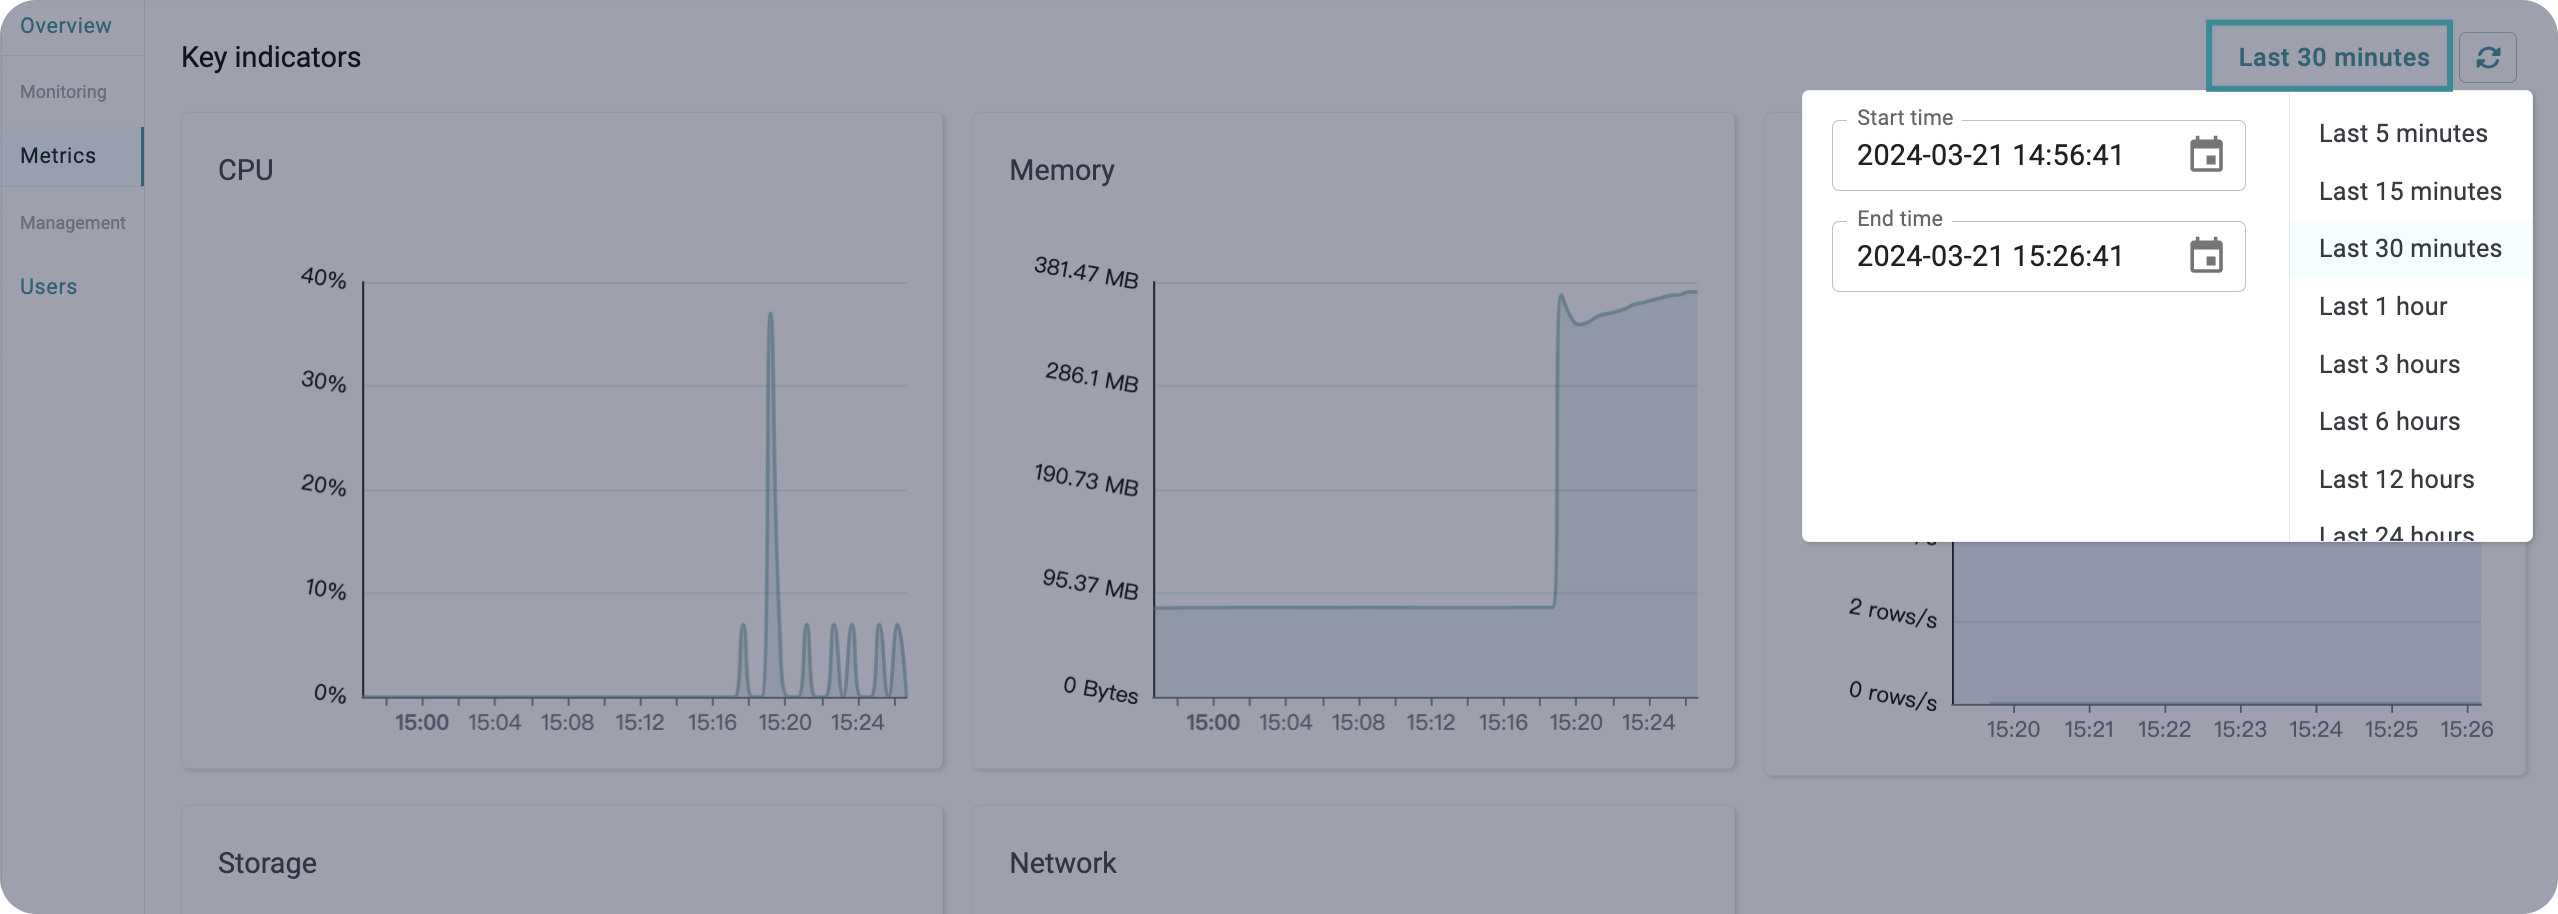 Overview
Monitoring
Metrics
Management
Users
Key indicators
Last 30 minutes
CPU
40%
30%
20%
10%
0%
15:00 15:04 15:08 15:12 15:16 15:20 15:24
Memory
381.47 MB
286.1 MB
190.73 MB
95.37 MB
0 Bytes
15:00 15:04 15:08 15:12 15:16 15:20 15:24
Start time
2024-03-21 14:56:41
End time
2024-03-21 15:26:41
Last 5 minutes
Last 15 minutes
Last 30 minutes
Last 1 hour
Last 3 hours
Last 6 hours
Last 12 hours
Last 24 hours
2 rows/s
0 rows/s
15:20 15:21 15:22 15:23 15:24 15:25 15:26
Storage
Network